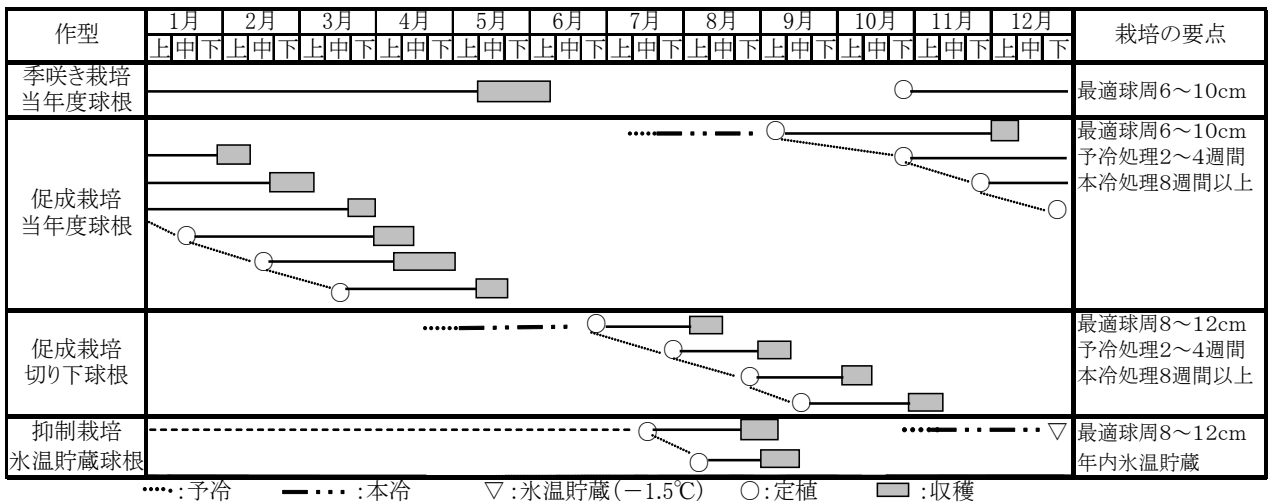 作型 1月 2月 3月 4月 5月 6月 7月 8月 9月 10月 11月 12月 栽培の要点
上 中 下 上 中 下 上 中 下 上 中 下 上 中 下 上 中 下 上 中 下 上 中 下 上 中 下 上 中 下 上 中 下 上 中 下
季咲き栽培
当年度球根
最適球周6～10cm
促成栽培
当年度球根
最適球周6～10cm
予冷処理2～4週間
本冷処理8週間以上
促成栽培
切り下球根
最適球周8～12cm
予冷処理2～4週間
本冷処理8週間以上
抑制栽培
氷温貯蔵球根
最適球周8～12cm
年内氷温貯蔵
:予冷 :本冷 ▽:氷温貯蔵(－1.5℃) ○:定植 :収穫